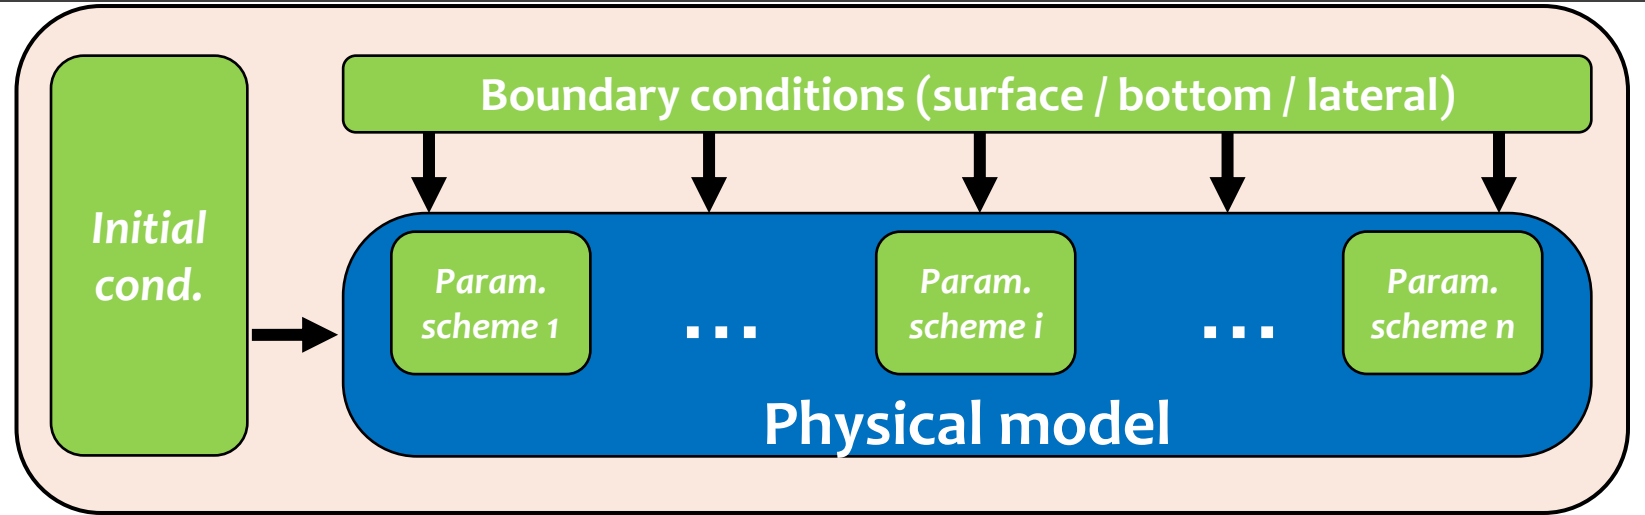 Boundary conditions (surface / bottom / lateral)
Initial
cond.
Param.
scheme 1
...
Param.
scheme i
...
Param.
scheme n
Physical model